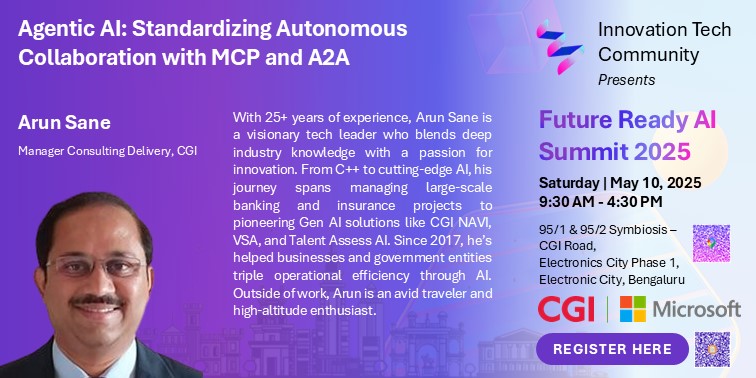 Agentic AI: Standardizing Autonomous
Collaboration with MCP and A2A
Arun Sane
Manager Consulting Delivery, CGI
With 25+ years of experience, Arun Sane is
a visionary tech leader who blends deep
industry knowledge with a passion for
innovation. From C++ to cutting-edge AI, his
journey spans managing large-scale
banking and insurance projects to
pioneering Gen AI solutions like CGI NAVI,
VSA, and Talent Assess AI. Since 2017, he's
helped businesses and government entities
triple operational efficiency through AI.
Outside of work, Arun is an avid traveler and
high-altitude enthusiast.
Innovation Tech
Community
Presents
Future Ready AI
Summit 2025
Saturday | May 10, 2025
9:30 AM - 4:30 PM
95/1 & 95/2 Symbiosis –
CGI Road,
Electronics City Phase 1,
Electronic City, Bengaluru
CGI | Microsoft
REGISTER HERE